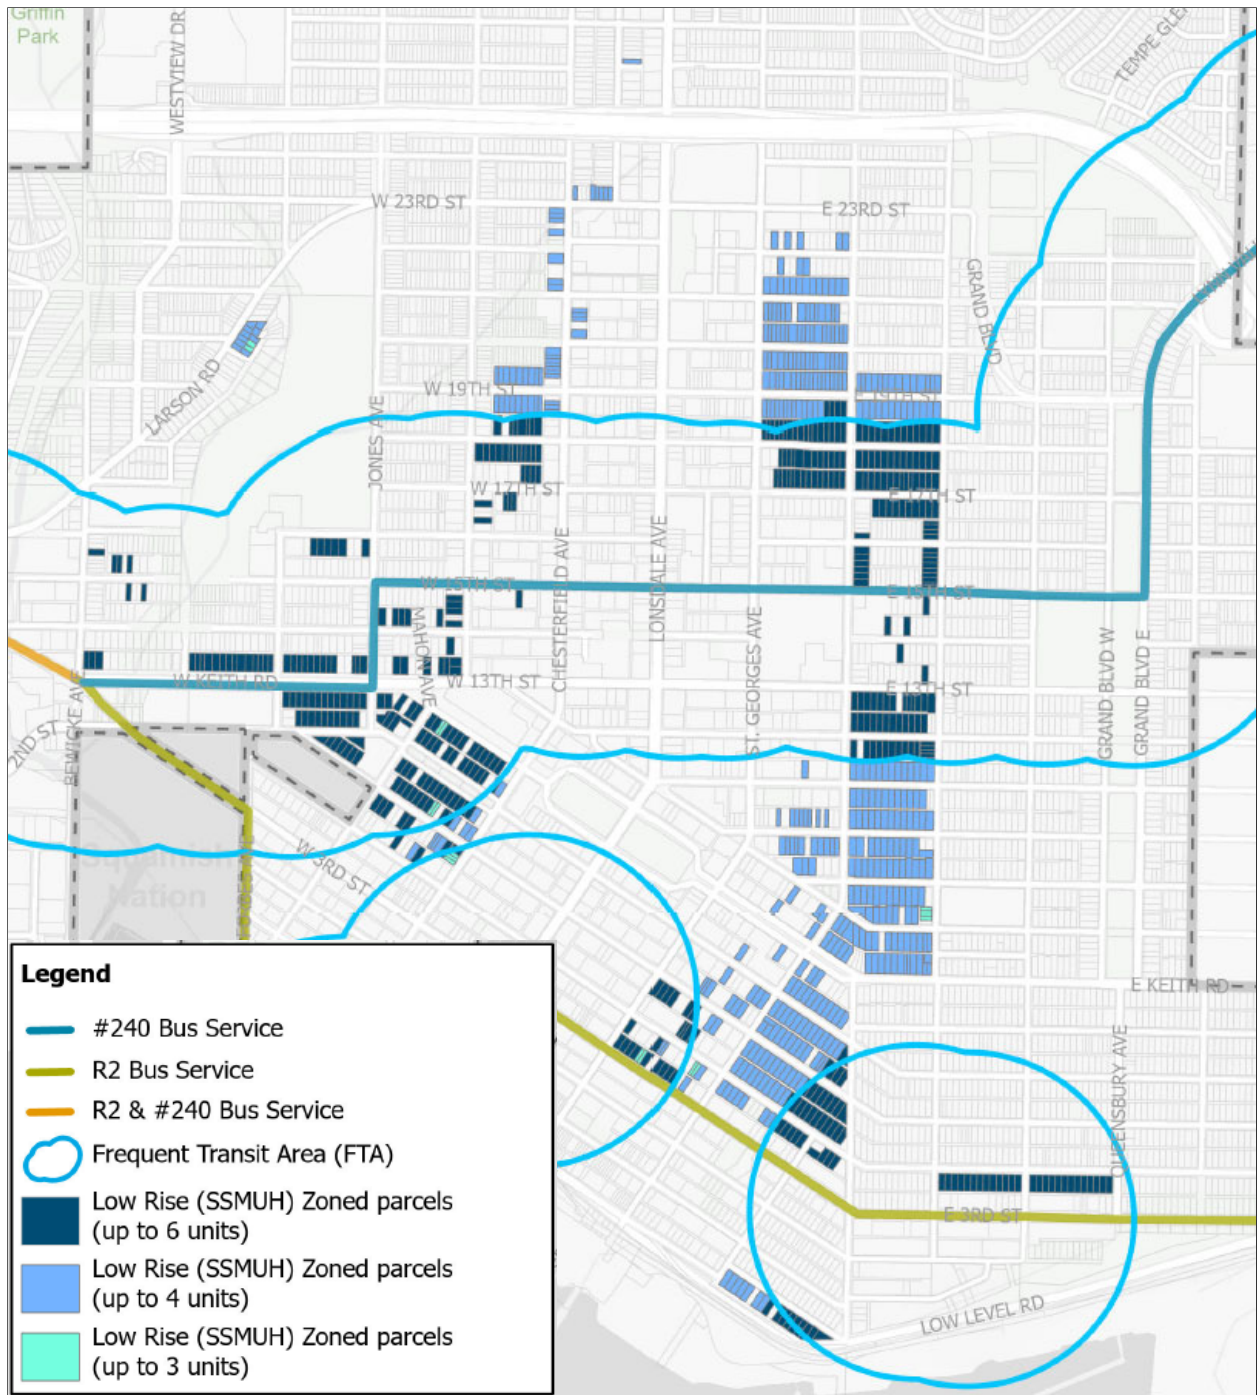 Griffin
Park
WESTVIEW DR
TEMPE GLE
W 23RD ST
E 23RD ST
GRAND BLVD
LARSON RD
W 19TH ST
E 19TH ST
JONES AVE
W 17TH ST
E 17TH ST
CHESTERFIELD AVE
LONSDALE AVE
W 15TH ST
E 15TH ST
MAHON AVE
ST. GEORGES AVE
GRAND BLVD W
GRAND BLVD E
W KEITH RD
W 13TH ST
E 13TH ST
2ND ST
BEWICKE AVE
W 3RD ST
Squamish
Nation
E KEITH RD
QUEENSBURY AVE
E 3RD ST
LOW LEVEL RD
Legend
#240 Bus Service
R2 Bus Service
R2 & #240 Bus Service
Frequent Transit Area (FTA)
Low Rise (SSMUH) Zoned parcels
(up to 6 units)
Low Rise (SSMUH) Zoned parcels
(up to 4 units)
Low Rise (SSMUH) Zoned parcels
(up to 3 units)